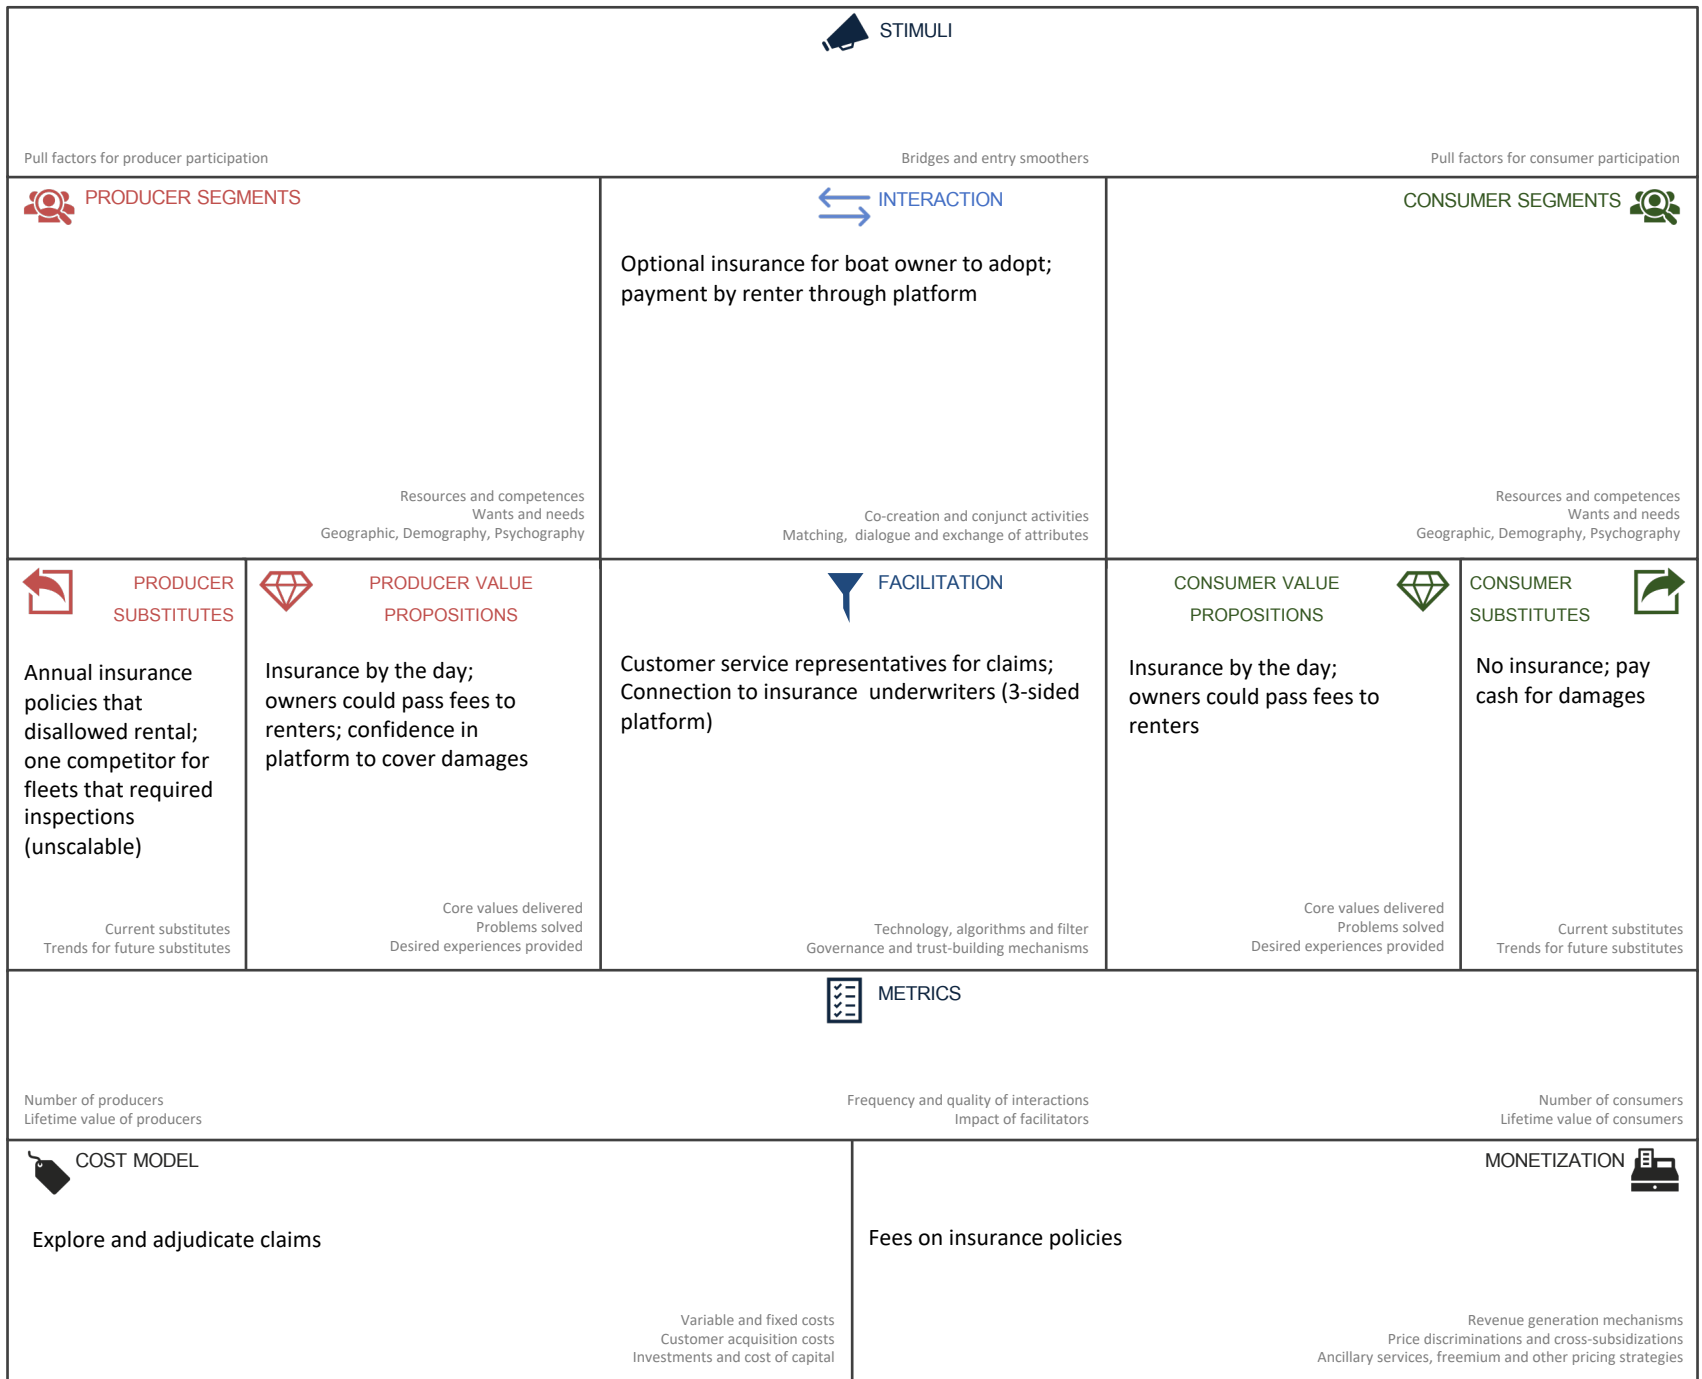 STIMULI
Pull factors for producer participation
Bridges and entry smoothers
Pull factors for consumer participation
PRODUCER SEGMENTS
Resources and competences
Wants and needs
Geographic, Demography, Psychography
INTERACTION
Optional insurance for boat owner to adopt;
payment by renter through platform
Co-creation and conjunct activities
Matching, dialogue and exchange of attributes
CONSUMER SEGMENTS
Resources and competences
Wants and needs
Geographic, Demography, Psychography
PRODUCER
SUBSTITUTES
Annual insurance
policies that
disallowed rental;
one competitor for
fleets that required
inspections
(unscalable)
Current substitutes
Trends for future substitutes
PRODUCER VALUE
PROPOSITIONS
Insurance by the day;
owners could pass fees to
renters; confidence in
platform to cover damages
Core values delivered
Problems solved
Desired experiences provided
FACILITATION
Customer service representatives for claims;
Connection to insurance underwriters (3-sided
platform)
Technology, algorithms and filter
Governance and trust-building mechanisms
CONSUMER VALUE
PROPOSITIONS
Insurance by the day;
owners could pass fees to
renters
Core values delivered
Problems solved
Desired experiences provided
CONSUMER
SUBSTITUTES
No insurance; pay
cash for damages
Current substitutes
Trends for future substitutes
METRICS
Number of producers
Lifetime value of producers
Frequency and quality of interactions
Impact of facilitators
Number of consumers
Lifetime value of consumers
COST MODEL
Explore and adjudicate claims
Variable and fixed costs
Customer acquisition costs
Investments and cost of capital
MONETIZATION
Fees on insurance policies
Revenue generation mechanisms
Price discriminations and cross-subsidizations
Ancillary services, freemium and other pricing strategies